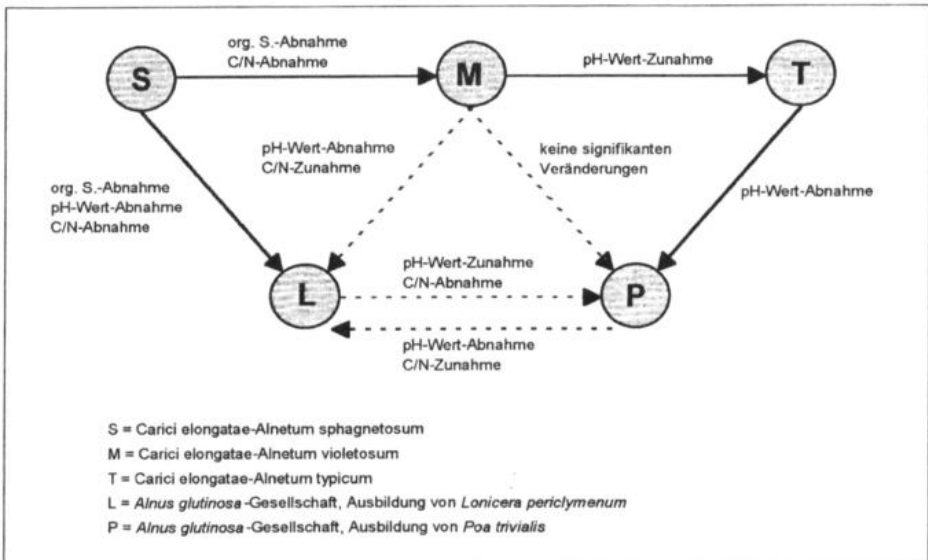 org. S.-Abnahme
C/N-Abnahme
S
M
pH-Wert-Zunahme
T
pH-Wert-Abnahme
C/N-Zunahme
keine signifikanten
Veränderungen
org. S.-Abnahme
pH-Wert-Abnahme
C/N-Abnahme
pH-Wert-Abnahme
L
pH-Wert-Zunahme
C/N-Abnahme
P
pH-Wert-Abnahme
C/N-Zunahme
S = Carici elongatae-Alnetum sphagnetosum
M = Carici elongatae-Alnetum violetosum
T = Carici elongatae-Alnetum typicum
L = Alnus glutinosa-Gesellschaft, Ausbildung von Lonicera periclymenum
P = Alnus glutinosa-Gesellschaft, Ausbildung von Poa trivialis